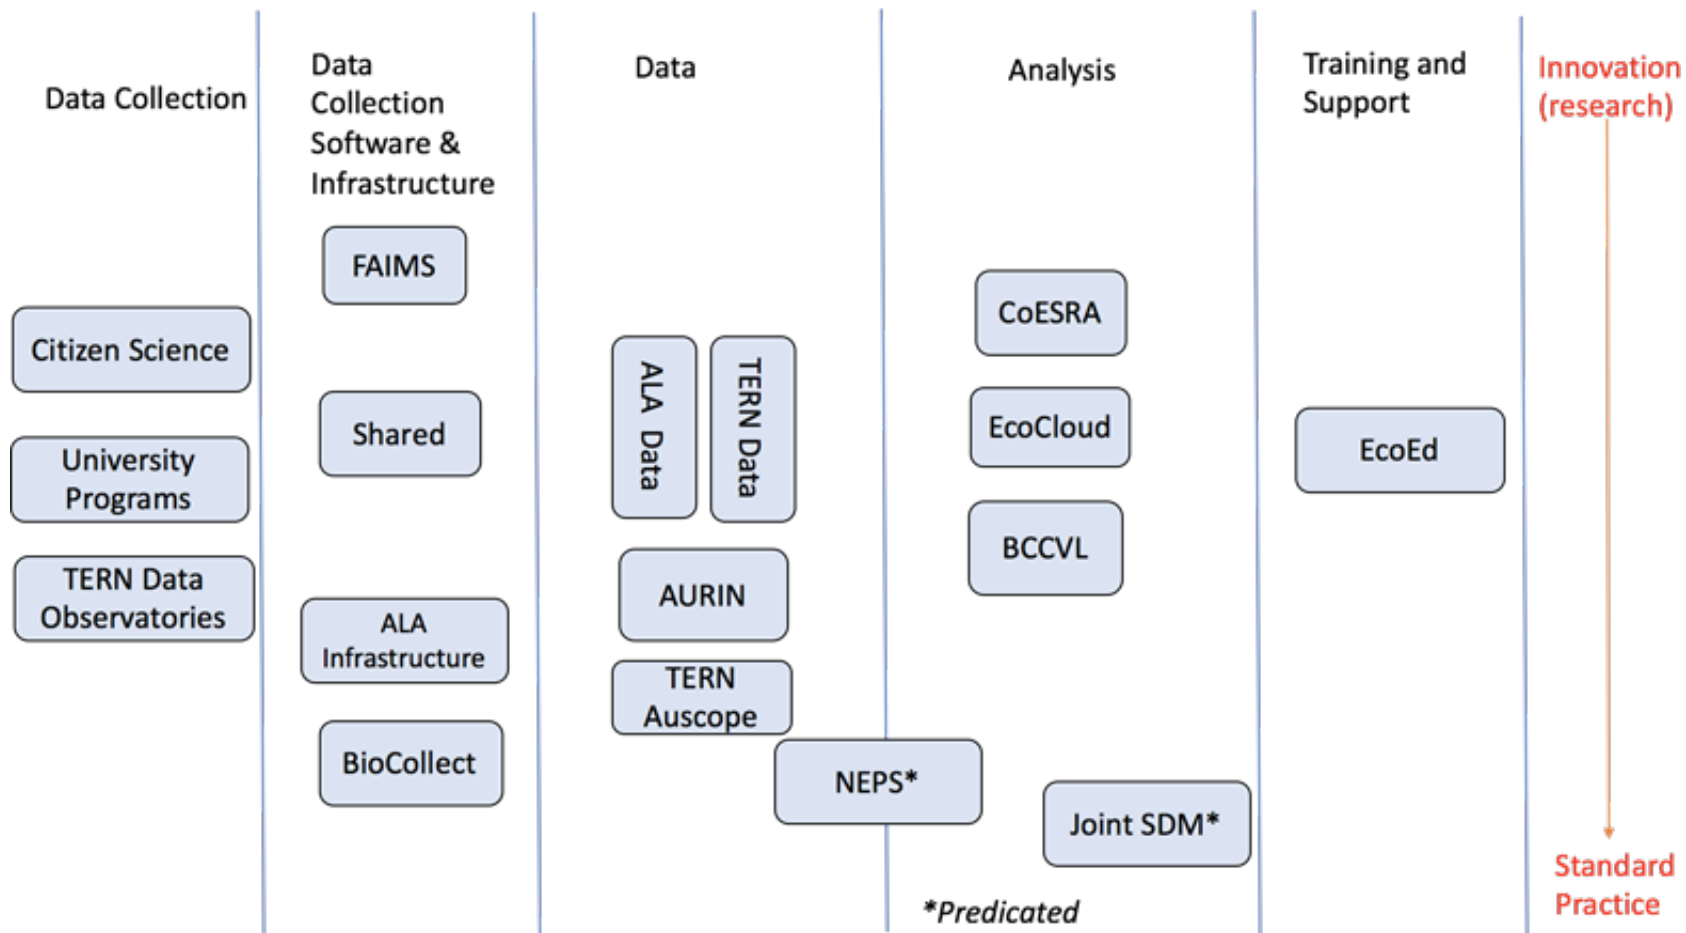 Data Collection
Data
Collection
Software &
Infrastructure
Data
Analysis
Training and
Support
Innovation
(research)
Citizen Science
University
Programs
TERN Data
Observatories
FAIMS
Shared
ALA
Infrastructure
BioCollect
ALA Data
TERN Data
AURIN
TERN
Auscope
NEPS*
CoESRA
EcoCloud
BCCVL
Joint SDM*
EcoEd
Standard
Practice
*Predicated